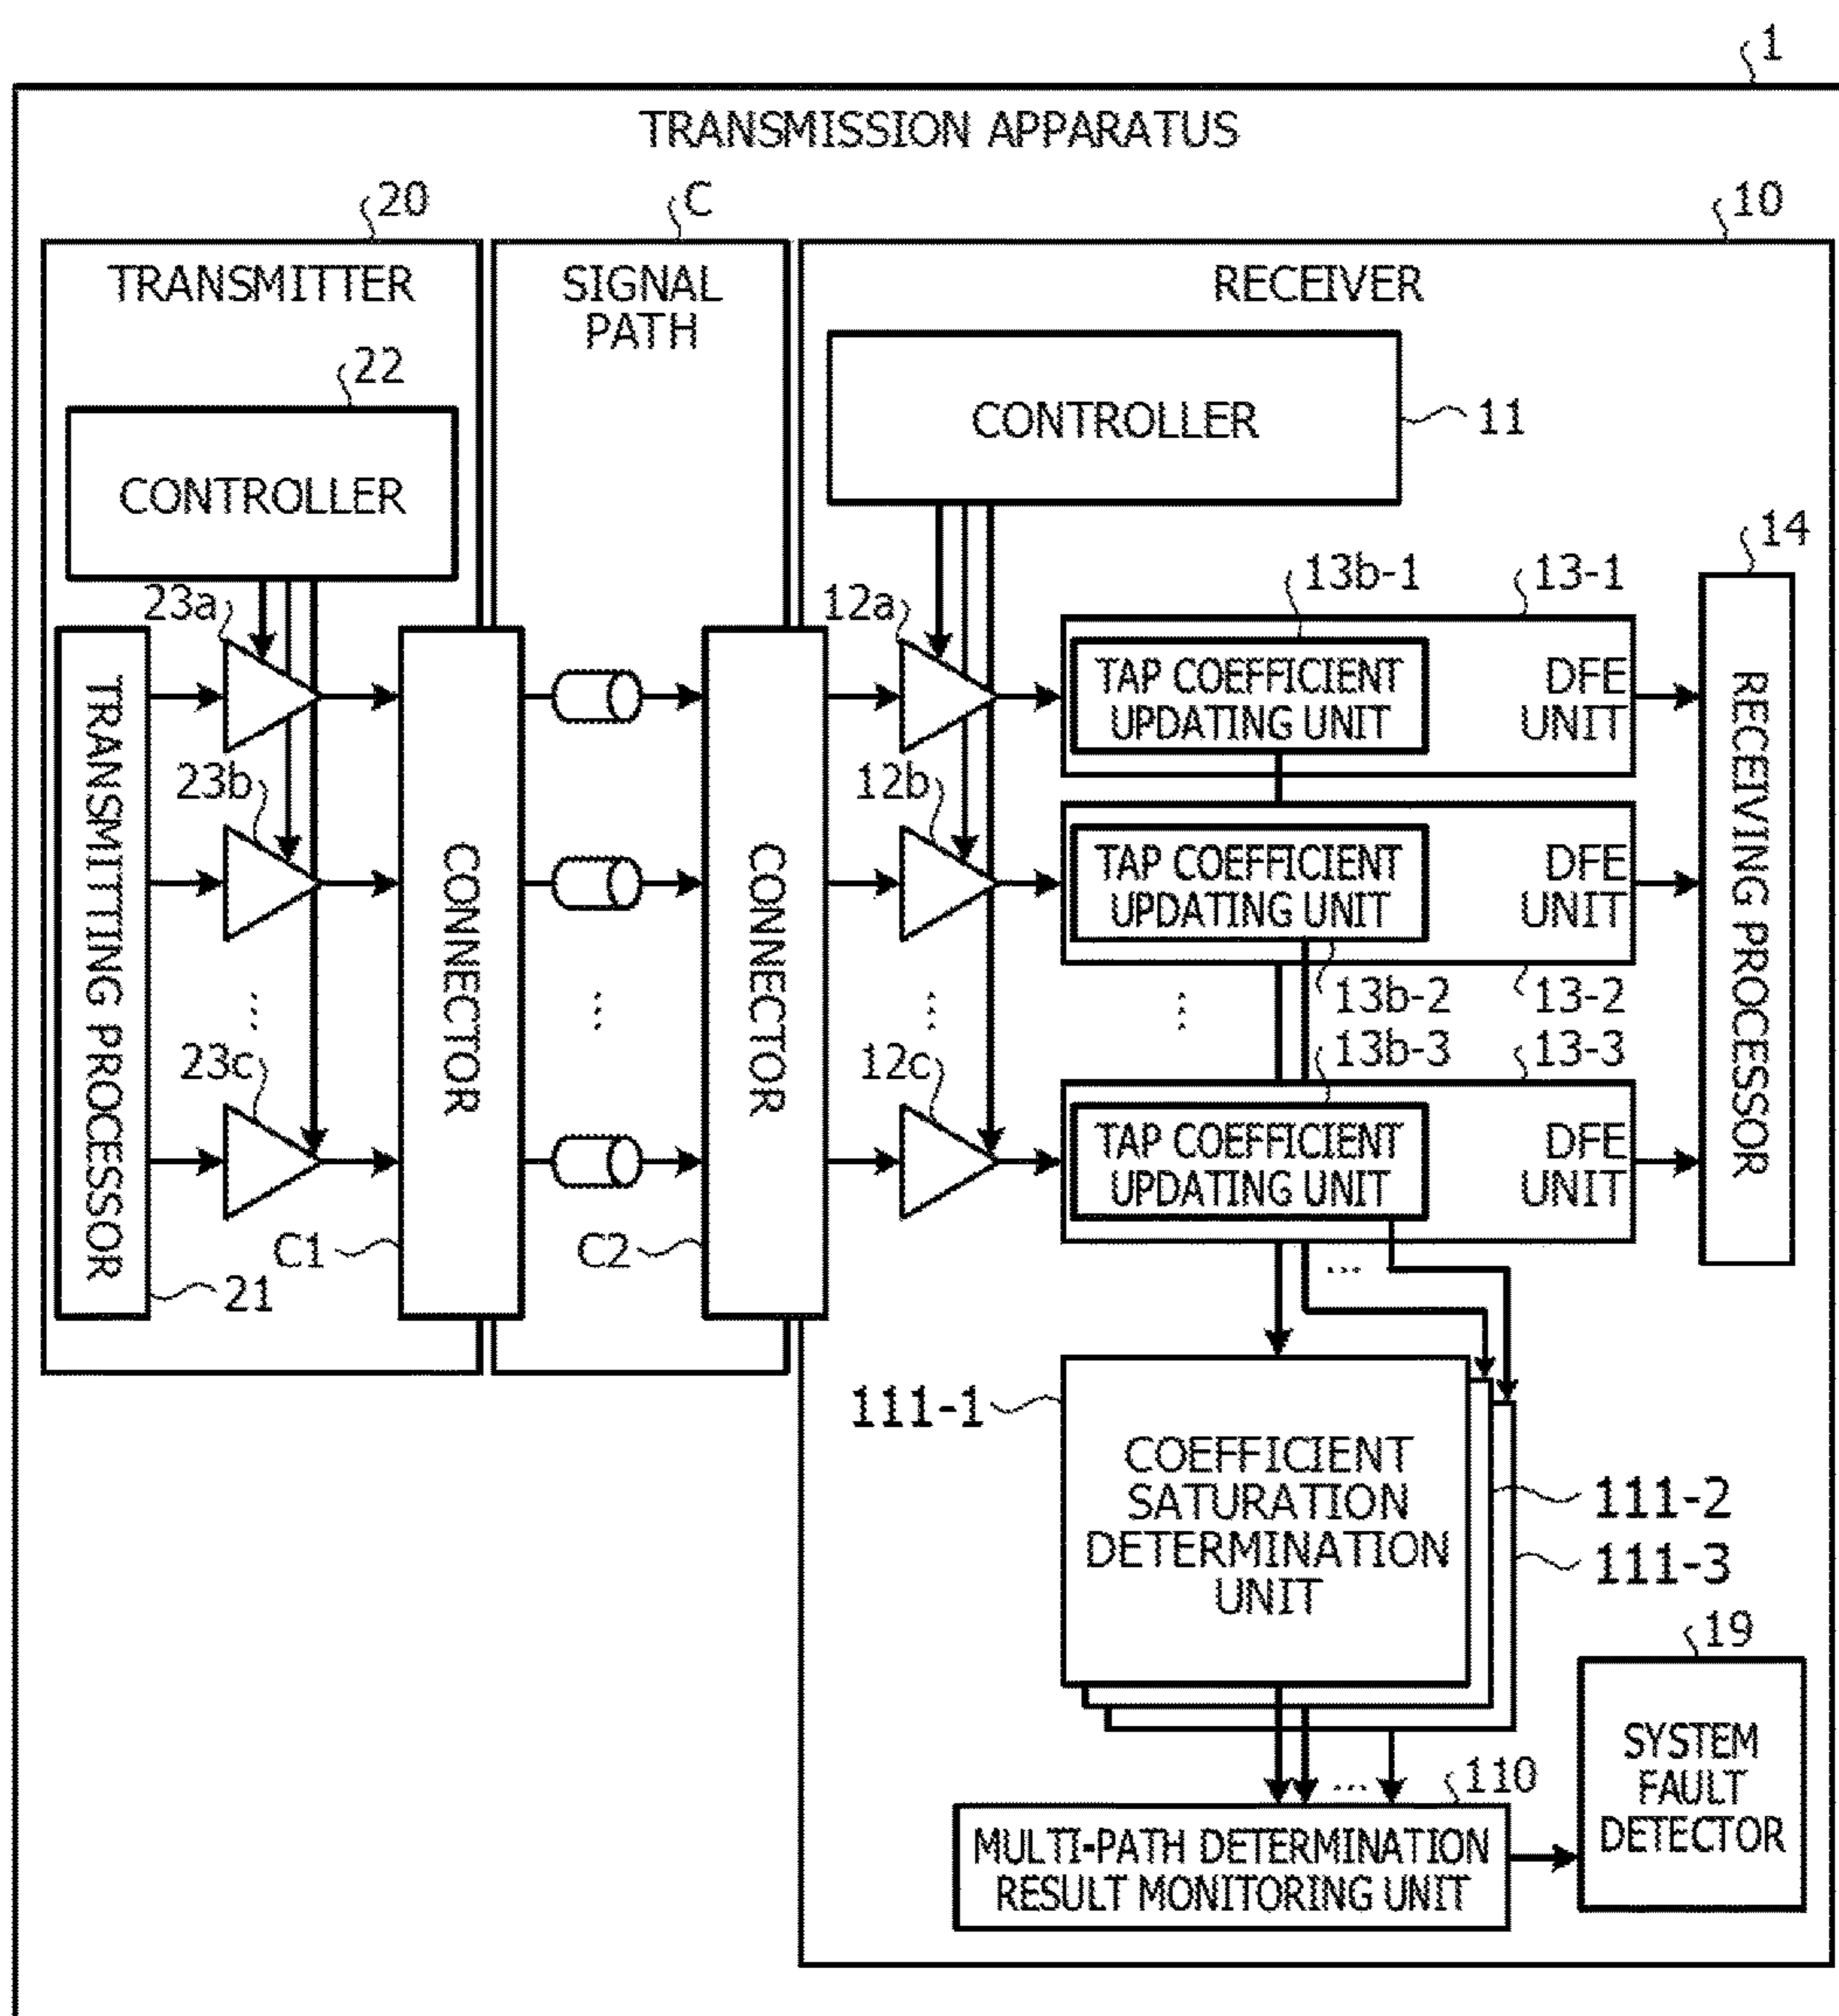 1
TRANSMISSION APPARATUS
20
C
10
TRANSMITTER
SIGNAL
PATH
RECEIVER
22
CONTROLLER
CONTROLLER
11
14
23a
12a
13b-1
13-1
TRANSMITTING PROCESSOR
CONNECTOR
CONNECTOR
TAP COEFFICIENT
UPDATING UNIT
DFE
UNIT
RECEIVING PROCESSOR
23b
12b
TAP COEFFICIENT
UPDATING UNIT
DFE
UNIT
...
...
...
...
13b-2
13-2
23c
12c
13b-3
13-3
TAP COEFFICIENT
UPDATING UNIT
DFE
UNIT
C1
C2
21
...
111-1
COEFFICIENT
SATURATION
DETERMINATION
UNIT
111-2
111-3
19
SYSTEM
FAULT
DETECTOR
...
110
MULTI-PATH DETERMINATION
RESULT MONITORING UNIT